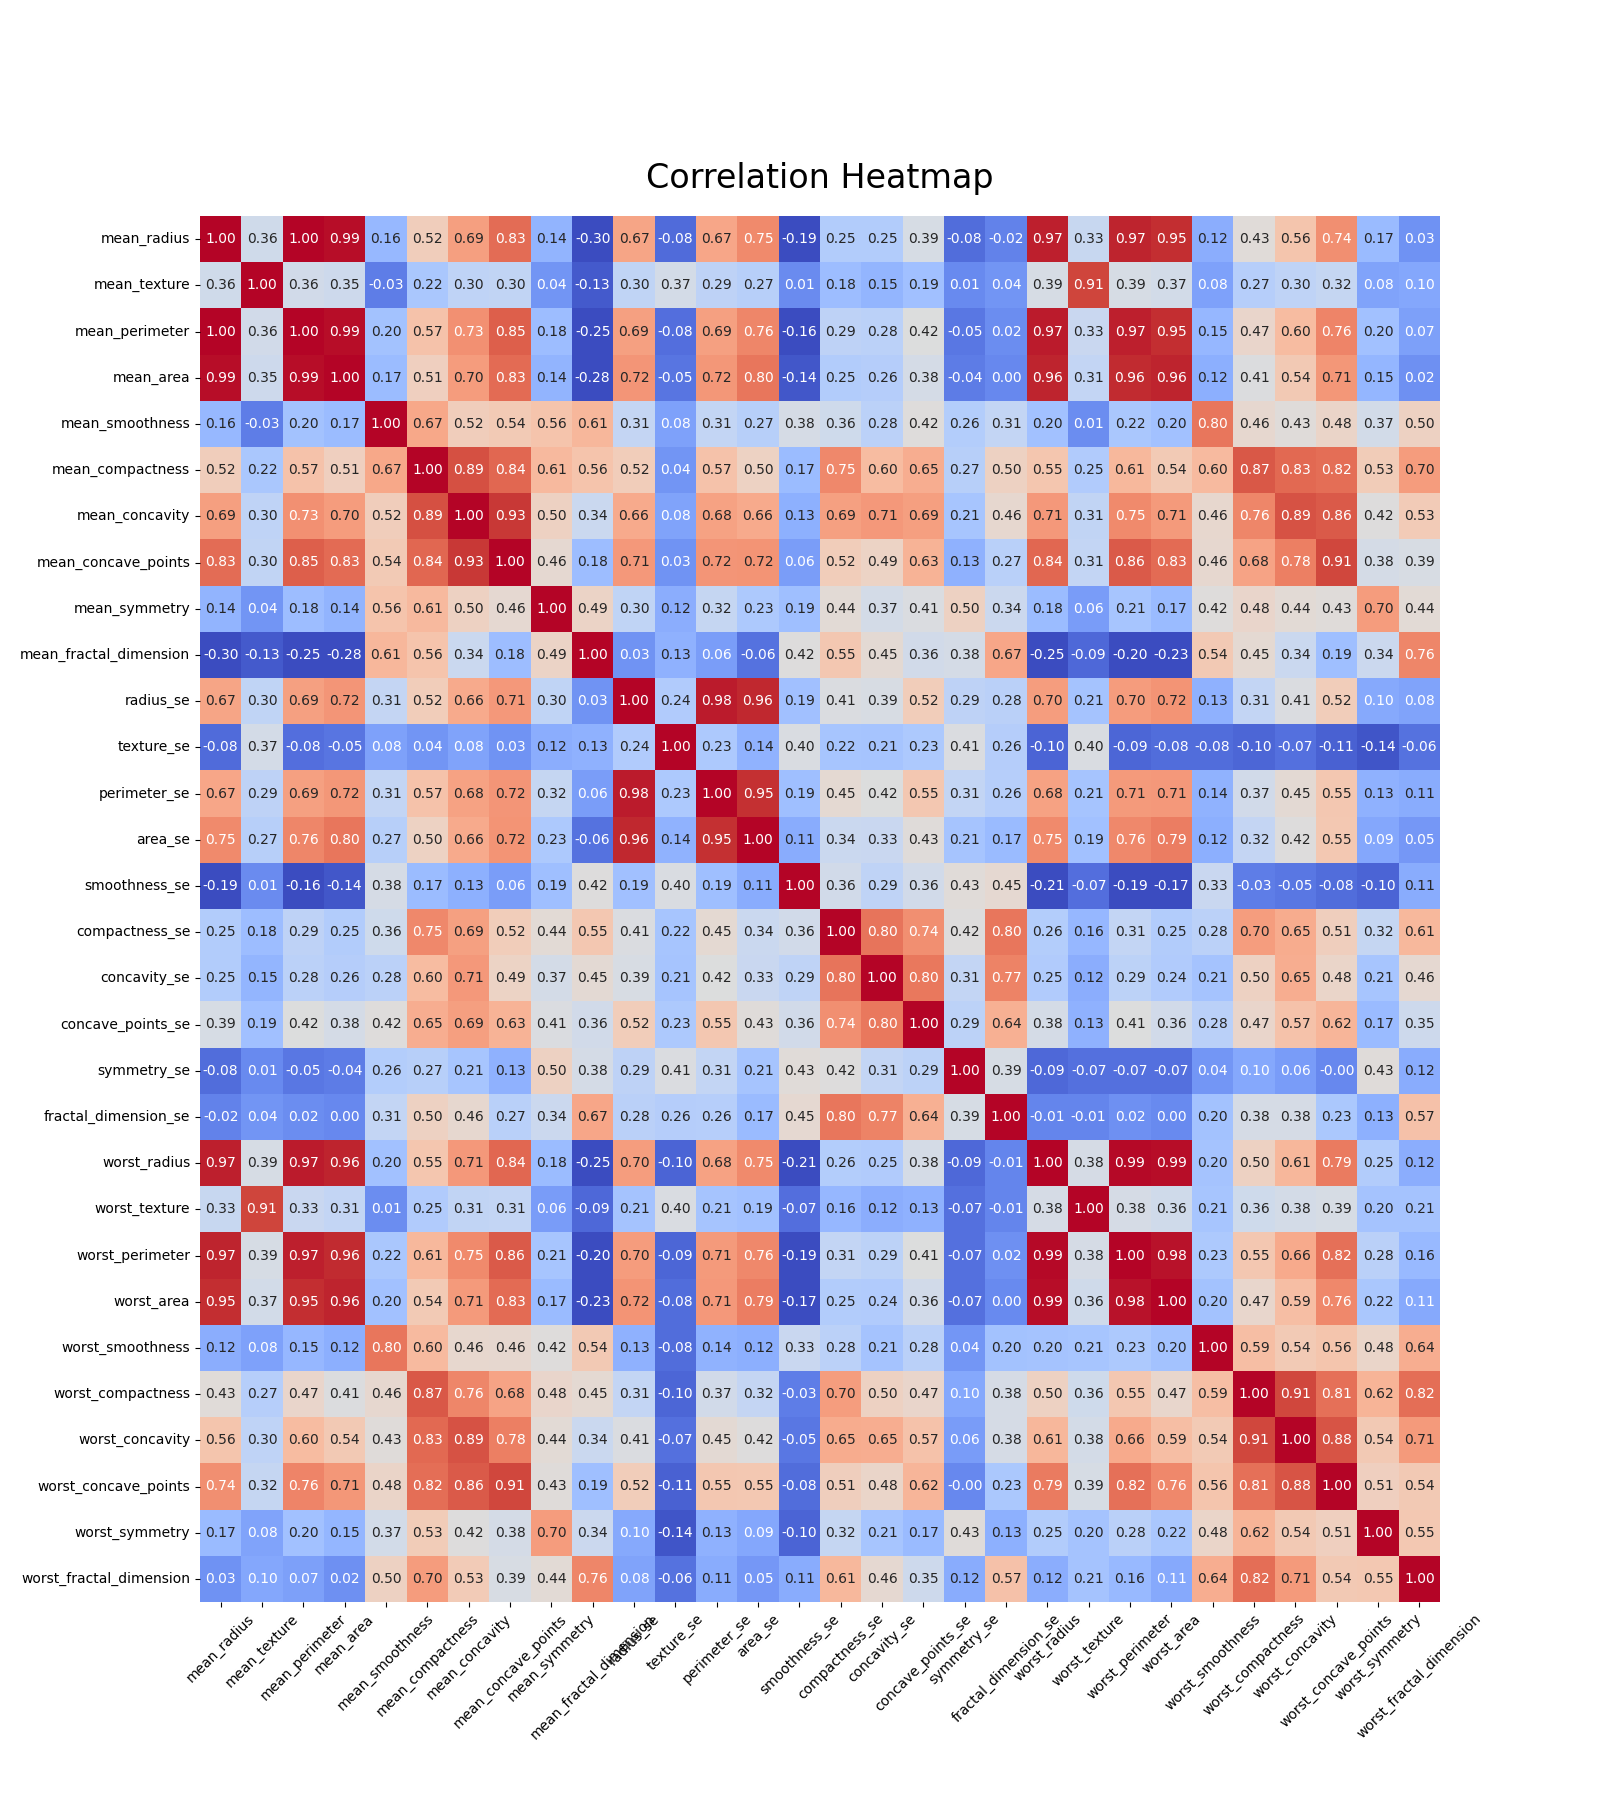 Correlation Heatmap
mean_radius 1.00 0.36 1.00 0.99 0.16 0.52 0.69 0.83 0.14 -0.30 0.67 -0.08 0.67 0.75 -0.19 0.25 0.25 0.39 -0.08 -0.02 0.97 0.33 0.97 0.95 0.12 0.43 0.56 0.74 0.17 0.03
mean_texture 0.36 1.00 0.36 0.35 -0.03 0.22 0.30 0.30 0.04 -0.13 0.30 0.37 0.29 0.27 0.01 0.18 0.15 0.19 0.01 0.04 0.39 0.91 0.39 0.37 0.08 0.27 0.30 0.32 0.08 0.10
mean_perimeter 1.00 0.36 1.00 0.99 0.20 0.57 0.73 0.85 0.18 -0.25 0.69 -0.08 0.69 0.76 -0.16 0.29 0.28 0.42 -0.05 0.02 0.97 0.33 0.97 0.95 0.15 0.47 0.60 0.76 0.20 0.07
mean_area 0.99 0.35 0.99 1.00 0.17 0.51 0.70 0.83 0.14 -0.28 0.72 -0.05 0.72 0.80 -0.14 0.25 0.26 0.38 -0.04 0.00 0.96 0.31 0.96 0.96 0.12 0.41 0.54 0.71 0.15 0.02
mean_smoothness 0.16 -0.03 0.20 0.17 1.00 0.67 0.52 0.54 0.56 0.61 0.31 0.08 0.31 0.27 0.38 0.36 0.28 0.42 0.26 0.31 0.20 0.01 0.22 0.20 0.80 0.46 0.43 0.48 0.37 0.50
mean_compactness 0.52 0.22 0.57 0.51 0.67 1.00 0.89 0.84 0.61 0.56 0.52 0.04 0.57 0.50 0.17 0.75 0.60 0.65 0.27 0.50 0.55 0.25 0.61 0.54 0.60 0.87 0.83 0.82 0.53 0.70
mean_concavity 0.69 0.30 0.73 0.70 0.52 0.89 1.00 0.93 0.50 0.34 0.66 0.08 0.68 0.66 0.13 0.69 0.71 0.69 0.21 0.46 0.71 0.31 0.75 0.71 0.46 0.76 0.89 0.86 0.42 0.53
mean_concave_points 0.83 0.30 0.85 0.83 0.54 0.84 0.93 1.00 0.46 0.18 0.71 0.03 0.72 0.72 0.06 0.52 0.49 0.63 0.13 0.27 0.84 0.31 0.86 0.83 0.46 0.68 0.78 0.91 0.38 0.39
mean_symmetry 0.14 0.04 0.18 0.14 0.56 0.61 0.50 0.46 1.00 0.49 0.30 0.12 0.32 0.23 0.19 0.44 0.37 0.41 0.50 0.34 0.18 0.06 0.21 0.17 0.42 0.48 0.44 0.43 0.70 0.44
mean_fractal_dimension -0.30 -0.13 -0.25 -0.28 0.61 0.56 0.34 0.18 0.49 1.00 0.03 0.13 0.06 -0.06 0.42 0.55 0.45 0.36 0.38 0.67 -0.25 -0.09 -0.20 -0.23 0.54 0.45 0.34 0.19 0.34 0.76
radius_se 0.67 0.30 0.69 0.72 0.31 0.52 0.66 0.71 0.30 0.03 1.00 0.24 0.98 0.96 0.19 0.41 0.39 0.52 0.29 0.28 0.70 0.21 0.70 0.72 0.13 0.31 0.41 0.52 0.10 0.08
texture_se -0.08 0.37 -0.08 -0.05 0.08 0.04 0.08 0.03 0.12 0.13 0.24 1.00 0.23 0.14 0.40 0.22 0.21 0.23 0.41 0.26 -0.10 0.40 -0.09 -0.08 -0.08 -0.10 -0.07 -0.11 -0.14 -0.06
perimeter_se 0.67 0.29 0.69 0.72 0.31 0.57 0.68 0.72 0.32 0.06 0.98 0.23 1.00 0.95 0.19 0.45 0.42 0.55 0.31 0.26 0.68 0.21 0.71 0.71 0.14 0.37 0.45 0.55 0.13 0.11
area_se 0.75 0.27 0.76 0.80 0.27 0.50 0.66 0.72 0.23 -0.06 0.96 0.14 0.95 1.00 0.11 0.34 0.33 0.43 0.21 0.17 0.75 0.19 0.76 0.79 0.12 0.32 0.42 0.55 0.09 0.05
smoothness_se -0.19 0.01 -0.16 -0.14 0.38 0.17 0.13 0.06 0.19 0.42 0.19 0.40 0.19 0.11 1.00 0.36 0.29 0.36 0.43 0.45 -0.21 -0.07 -0.19 -0.17 0.33 -0.03 -0.05 -0.08 -0.10 0.11
compactness_se 0.25 0.18 0.29 0.25 0.36 0.75 0.69 0.52 0.44 0.55 0.41 0.22 0.45 0.34 0.36 1.00 0.80 0.74 0.42 0.80 0.26 0.16 0.31 0.25 0.28 0.70 0.65 0.51 0.32 0.61
concavity_se 0.25 0.15 0.28 0.26 0.28 0.60 0.71 0.49 0.37 0.45 0.39 0.21 0.42 0.33 0.29 0.80 1.00 0.80 0.31 0.77 0.25 0.12 0.29 0.24 0.21 0.50 0.65 0.48 0.21 0.46
concave_points_se 0.39 0.19 0.42 0.38 0.42 0.65 0.69 0.63 0.41 0.36 0.52 0.23 0.55 0.43 0.36 0.74 0.80 1.00 0.29 0.64 0.38 0.13 0.41 0.36 0.28 0.47 0.57 0.62 0.17 0.35
symmetry_se -0.08 0.01 -0.05 -0.04 0.26 0.27 0.21 0.13 0.50 0.38 0.29 0.41 0.31 0.21 0.43 0.42 0.31 0.29 1.00 0.39 -0.09 -0.07 -0.07 -0.07 0.04 0.10 0.06 -0.00 0.43 0.12
fractal_dimension_se -0.02 0.04 0.02 0.00 0.31 0.50 0.46 0.27 0.34 0.67 0.28 0.26 0.26 0.17 0.45 0.80 0.77 0.64 0.39 1.00 -0.01 -0.01 0.02 0.00 0.20 0.38 0.38 0.23 0.13 0.57
worst_radius 0.97 0.39 0.97 0.96 0.20 0.55 0.71 0.84 0.18 -0.25 0.70 -0.10 0.68 0.75 -0.21 0.26 0.25 0.38 -0.09 -0.01 1.00 0.38 0.99 0.99 0.20 0.50 0.61 0.79 0.25 0.12
worst_texture 0.33 0.91 0.33 0.31 0.01 0.25 0.31 0.31 0.06 -0.09 0.21 0.40 0.21 0.19 -0.07 0.16 0.12 0.13 -0.07 -0.01 0.38 1.00 0.38 0.36 0.21 0.36 0.38 0.39 0.20 0.21
worst_perimeter 0.97 0.39 0.97 0.96 0.22 0.61 0.75 0.86 0.21 -0.20 0.70 -0.09 0.71 0.76 -0.19 0.31 0.29 0.41 -0.07 0.02 0.99 0.38 1.00 0.98 0.23 0.55 0.66 0.82 0.28 0.16
worst_area 0.95 0.37 0.95 0.96 0.20 0.54 0.71 0.83 0.17 -0.23 0.72 -0.08 0.71 0.79 -0.17 0.25 0.24 0.36 -0.07 0.00 0.99 0.36 0.98 1.00 0.20 0.47 0.59 0.76 0.22 0.11
worst_smoothness 0.12 0.08 0.15 0.12 0.80 0.60 0.46 0.46 0.42 0.54 0.13 -0.08 0.14 0.12 0.33 0.28 0.21 0.28 0.04 0.20 0.20 0.21 0.23 0.20 1.00 0.59 0.54 0.56 0.48 0.64
worst_compactness 0.43 0.27 0.47 0.41 0.46 0.87 0.76 0.68 0.48 0.45 0.31 -0.10 0.37 0.32 -0.03 0.70 0.50 0.47 0.10 0.38 0.50 0.36 0.55 0.47 0.59 1.00 0.91 0.81 0.62 0.82
worst_concavity 0.56 0.30 0.60 0.54 0.43 0.83 0.89 0.78 0.44 0.34 0.41 -0.07 0.45 0.42 -0.05 0.65 0.65 0.57 0.06 0.38 0.61 0.38 0.66 0.59 0.54 0.91 1.00 0.88 0.54 0.71
worst_concave_points 0.74 0.32 0.76 0.71 0.48 0.82 0.86 0.91 0.43 0.19 0.52 -0.11 0.55 0.55 -0.08 0.51 0.48 0.62 -0.00 0.23 0.79 0.39 0.82 0.76 0.56 0.81 0.88 1.00 0.51 0.54
worst_symmetry 0.17 0.08 0.20 0.15 0.37 0.53 0.42 0.38 0.70 0.34 0.10 -0.14 0.13 0.09 -0.10 0.32 0.21 0.17 0.43 0.13 0.25 0.20 0.28 0.22 0.48 0.62 0.54 0.51 1.00 0.55
worst_fractal_dimension 0.03 0.10 0.07 0.02 0.50 0.70 0.53 0.39 0.44 0.76 0.08 -0.06 0.11 0.05 0.11 0.61 0.46 0.35 0.12 0.57 0.12 0.21 0.16 0.11 0.64 0.82 0.71 0.54 0.55 1.00
mean_radius
mean_texture
mean_perimeter
mean_area
mean_smoothness
mean_compactness
mean_concavity
mean_concave_points
mean_symmetry
mean_fractal_dimension
radius_se
texture_se
perimeter_se
area_se
smoothness_se
compactness_se
concavity_se
concave_points_se
symmetry_se
fractal_dimension_se
worst_radius
worst_texture
worst_perimeter
worst_area
worst_smoothness
worst_compactness
worst_concavity
worst_concave_points
worst_symmetry
worst_fractal_dimension